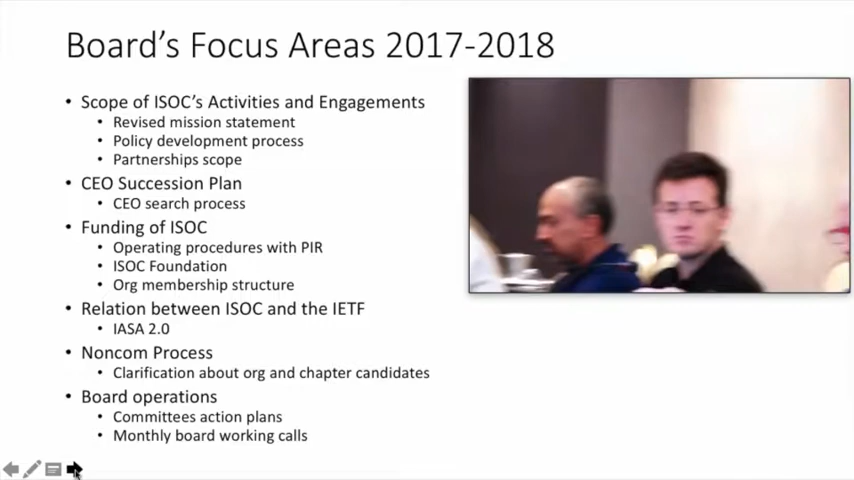 Board's Focus Areas 2017-2018
• Scope of ISOC's Activities and Engagements
• Revised mission statement
• Policy development process
• Partnerships scope
• CEO Succession Plan
• CEO search process
• Funding of ISOC
• Operating procedures with PIR
• ISOC Foundation
• Org membership structure
• Relation between ISOC and the IETF
• IASA 2.0
• Noncom Process
• Clarification about org and chapter candidates
• Board operations
• Committees action plans
• Monthly board working calls